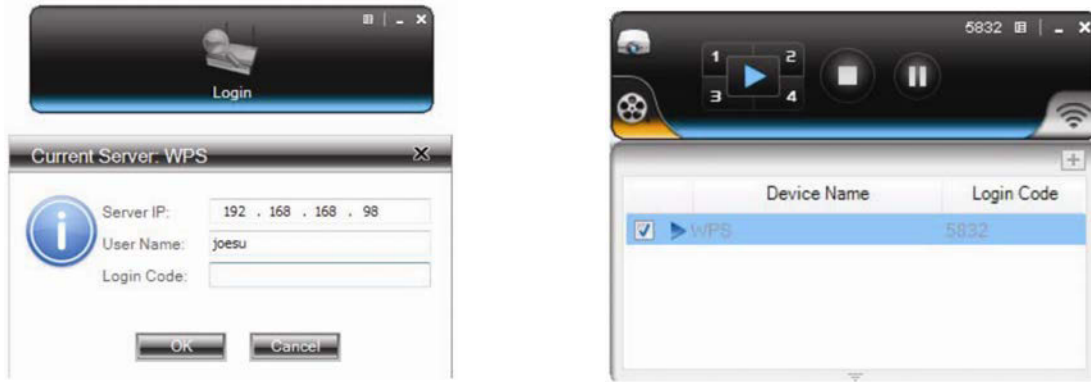 Login
Current Server: WPS
Server IP: 192 . 168 . 168 . 98
User Name: joesu
Login Code:
OK Cancel
5832
1 2
3 4
Device Name Login Code
WPS 5832